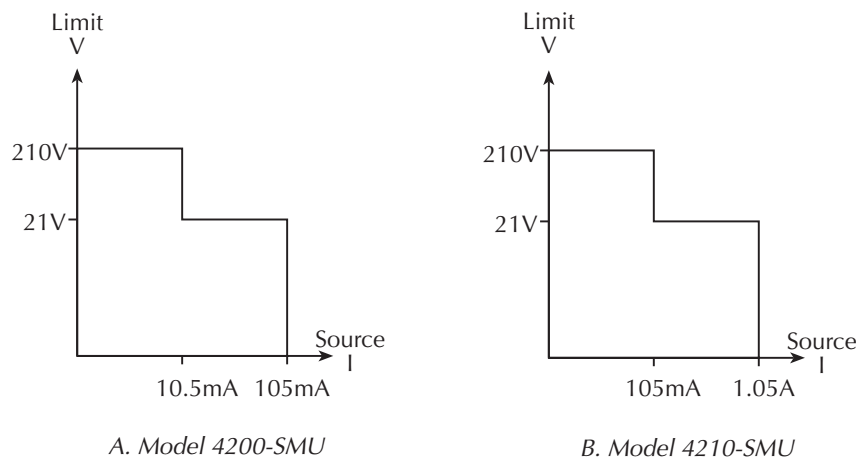 Limit
V
210V
21V
Source
I
10.5mA 105mA
A. Model 4200-SMU
Limit
V
210V
21V
Source
I
105mA 1.05A
B. Model 4210-SMU